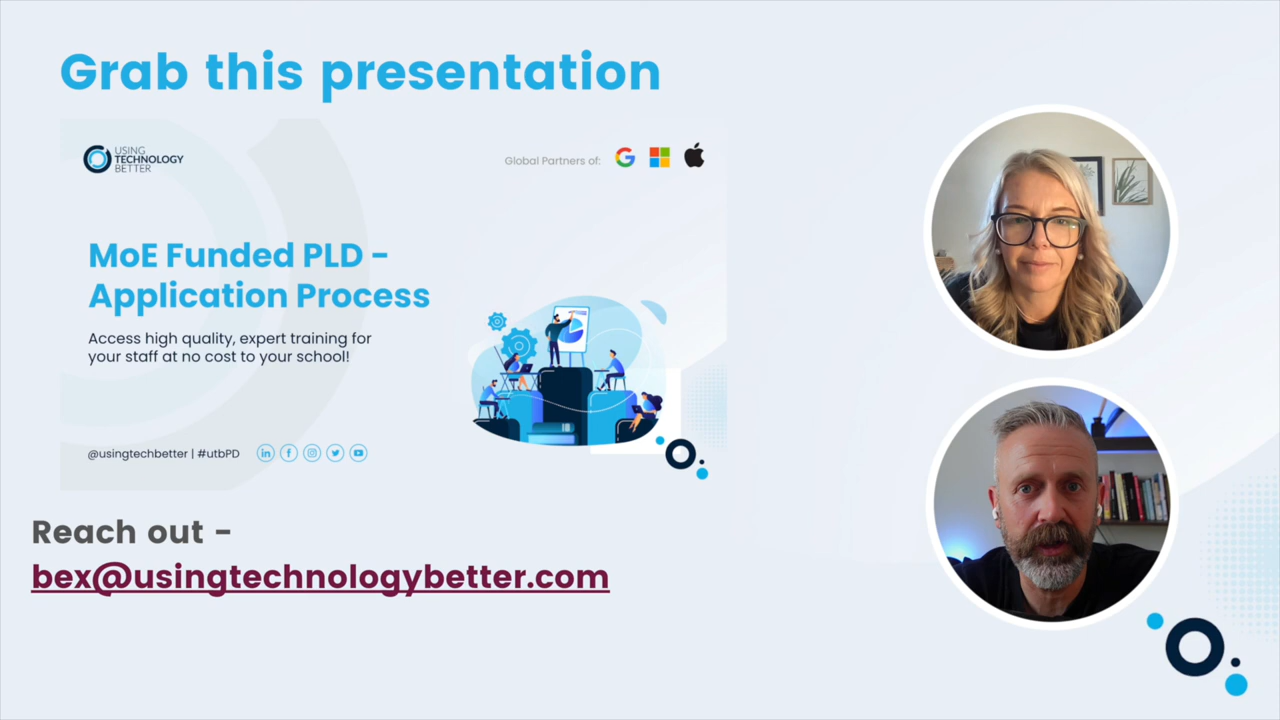 Grab this presentation
USING
TECHNOLOGY
BETTER
Global Partners of:
MoE Funded PLD -
Application Process
Access high quality, expert training for
your staff at no cost to your school!
@usingtechbetter | #utbPD
Reach out -
bex@usingtechnologybetter.com